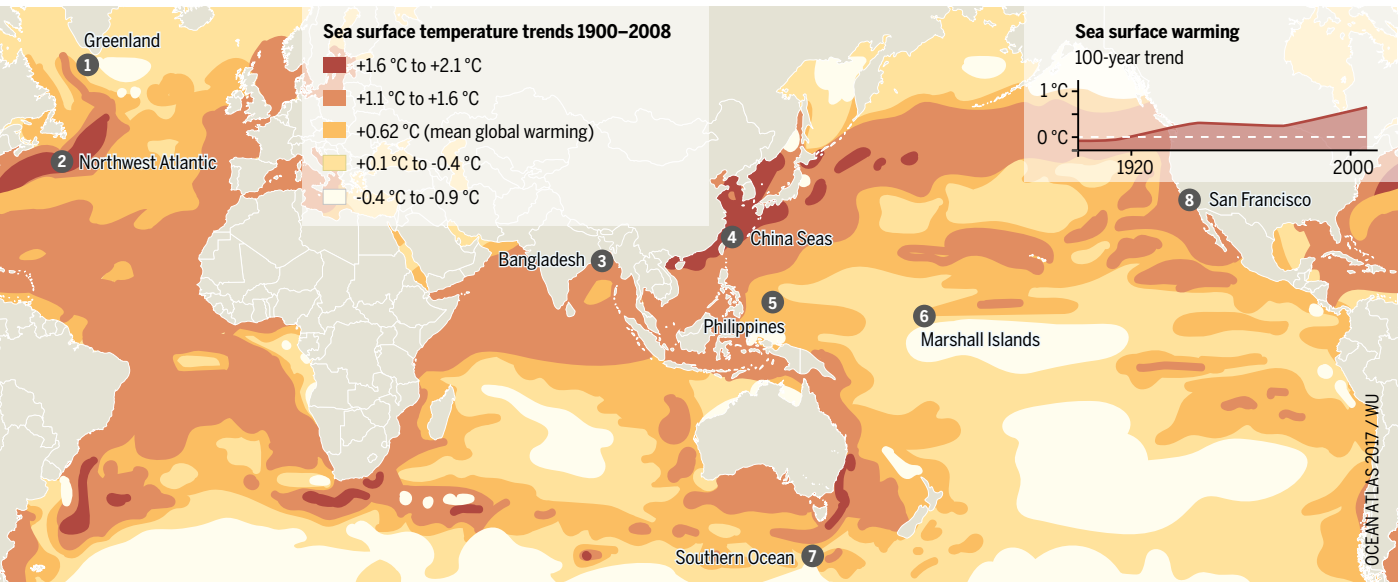 Sea surface temperature trends 1900–2008
+1.6 °C to +2.1 °C
+1.1 °C to +1.6 °C
+0.62 °C (mean global warming)
+0.1 °C to -0.4 °C
-0.4 °C to -0.9 °C
Sea surface warming
100-year trend
1 °C
0 °C
1920
2000
Greenland
1
2 Northwest Atlantic
Bangladesh 3
4 China Seas
5
Philippines
6
Marshall Islands
Southern Ocean 7
8 San Francisco
OCEAN ATLAS 2017 / WU